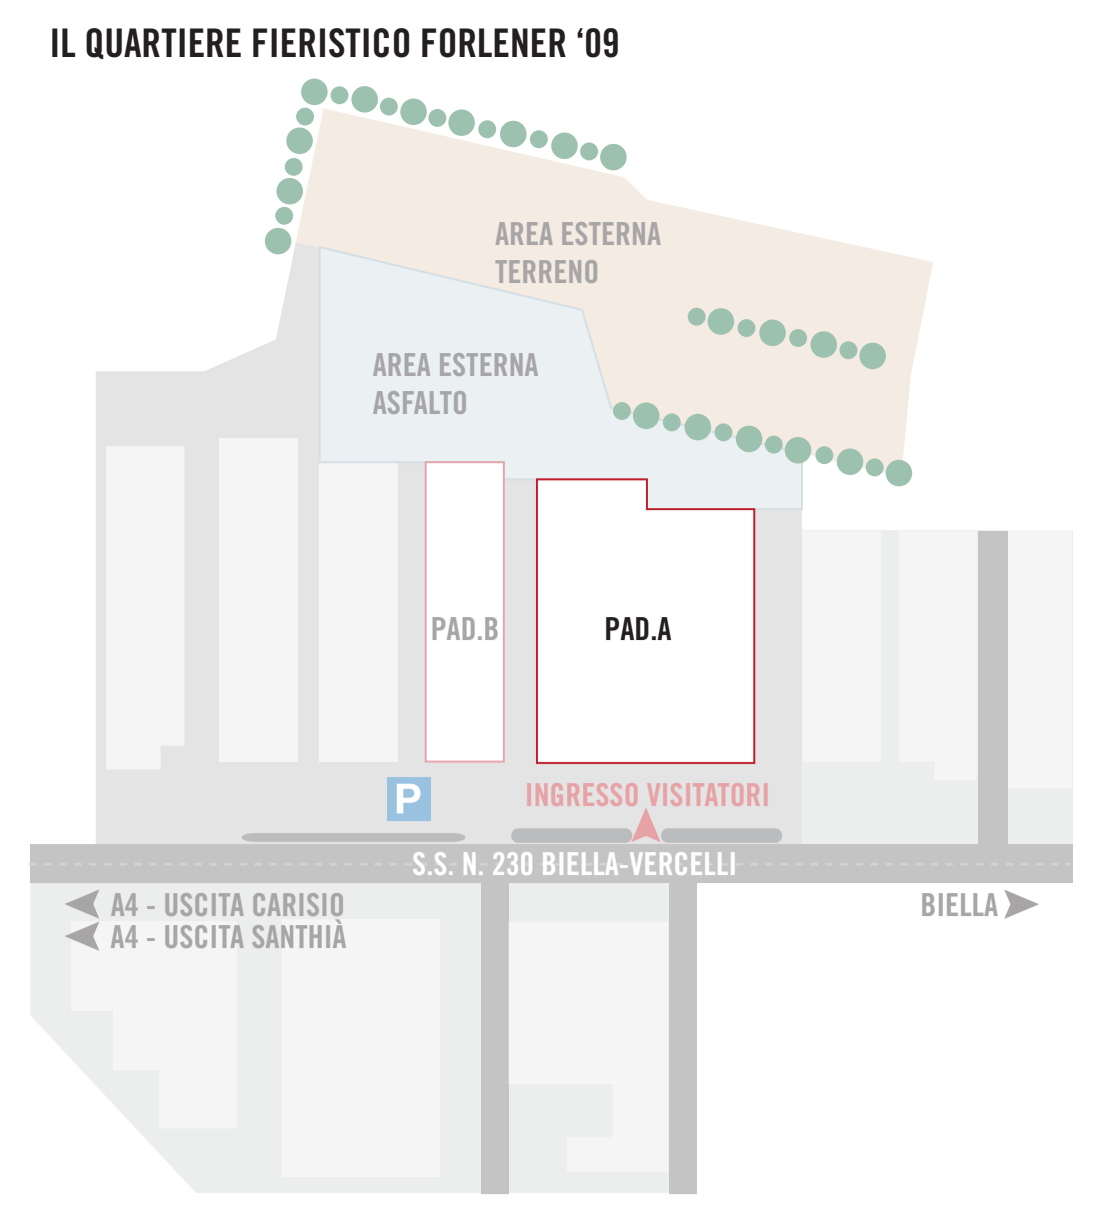 IL QUARTIERE FIERISTICO FORLENER ‘09
AREA ESTERNA
TERRENO
AREA ESTERNA
ASFALTO
PAD.B
PAD.A
P
INGRESSO VISITATORI
S.S. N. 230 BIELLA-VERCELLI
A4 - USCITA CARISIO
BIELLA
A4 - USCITA SANTHIÀ